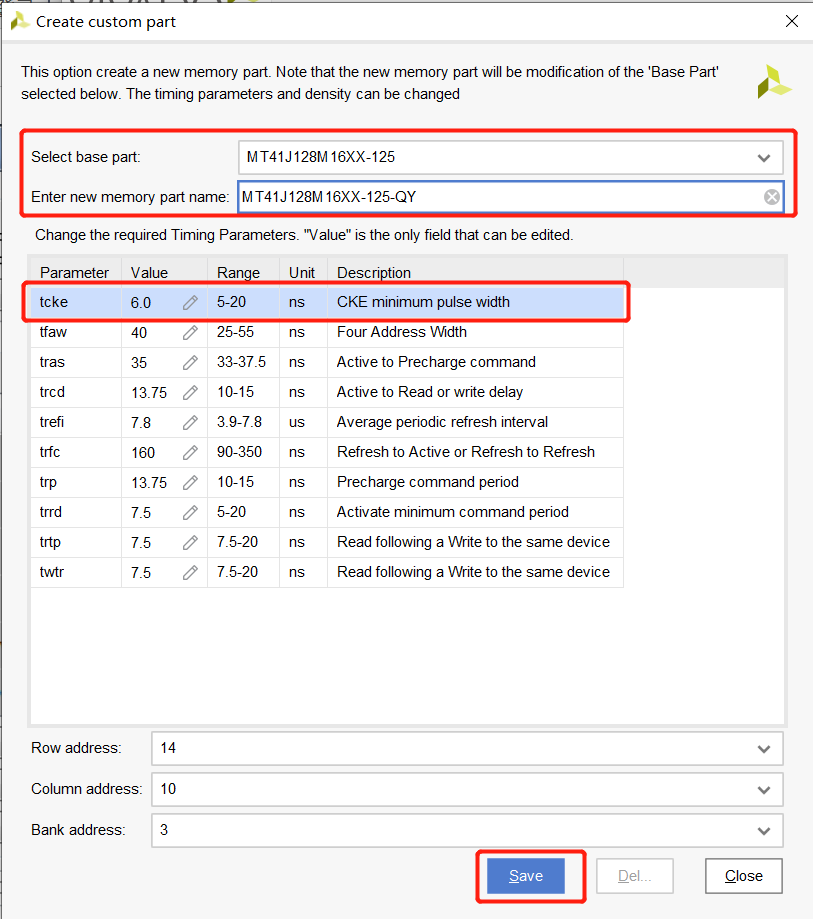 Create custom part
This option create a new memory part. Note that the new memory part will be modification of the 'Base Part'
selected below. The timing parameters and density can be changed
Select base part: MT41J128M16XX-125
Enter new memory part name: MT41J128M16XX-125-QY
Change the required Timing Parameters. "Value" is the only field that can be edited.
Parameter Value Range Unit Description
tcke 6.0 5-20 ns CKE minimum pulse width
tfaw 40 25-55 ns Four Address Width
tras 35 33-37.5 ns Active to Precharge command
trcd 13.75 10-15 ns Active to Read or write delay
trefi 7.8 3.9-7.8 us Average periodic refresh interval
trfc 160 90-350 ns Refresh to Active or Refresh to Refresh
trp 13.75 10-15 ns Precharge command period
trrd 7.5 5-20 ns Activate minimum command period
trtp 7.5 7.5-20 ns Read following a Write to the same device
twtr 7.5 7.5-20 ns Read following a Write to the same device
Row address: 14
Column address: 10
Bank address: 3
Save Del... Close